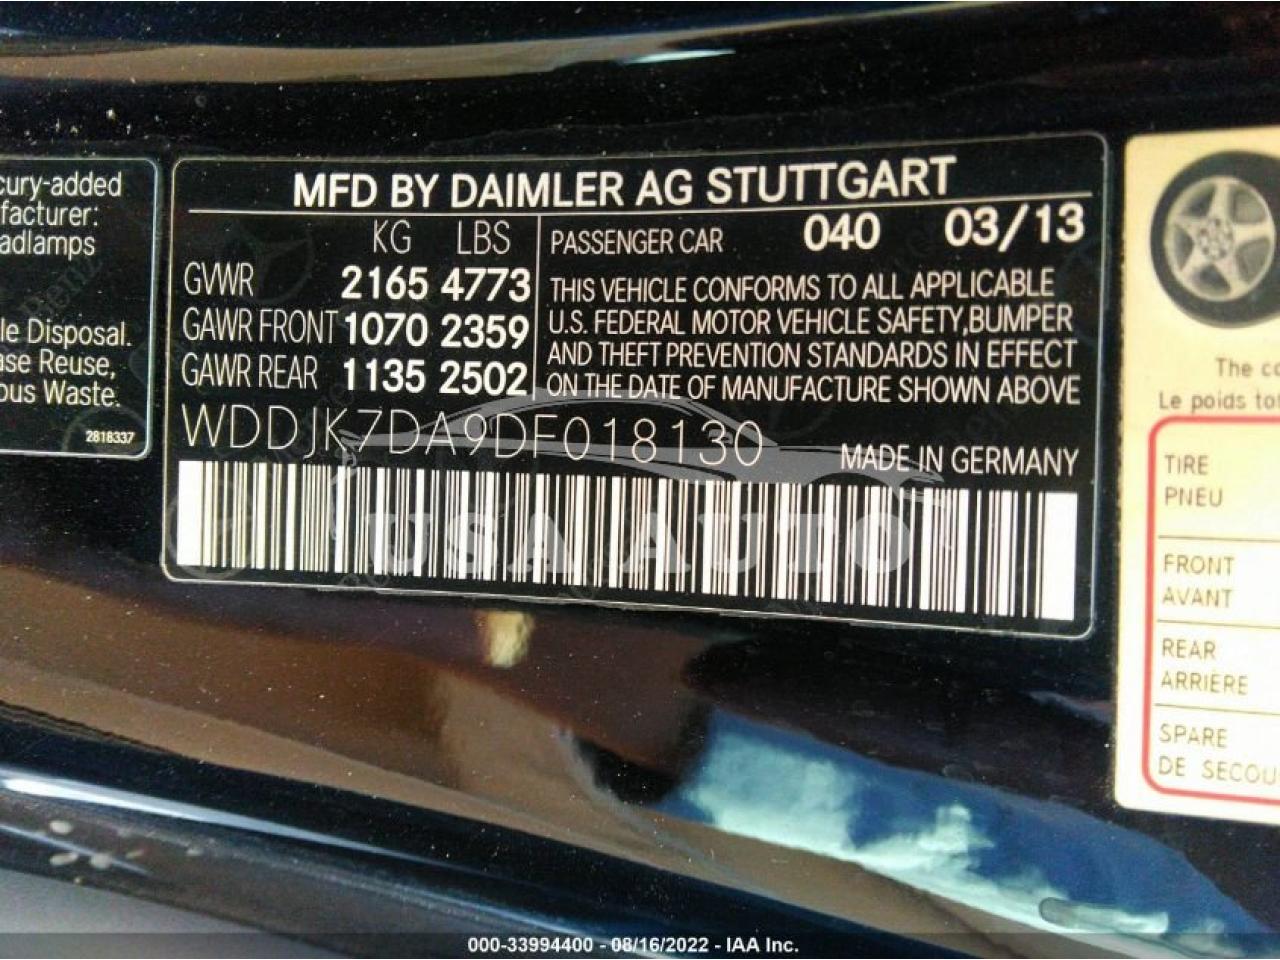 cury-added
facturer:
adlamps
le Disposal.
ase Reuse,
ous Waste.
2818337
MFD BY DAIMLER AG STUTTGART
KG LBS
GVWR 2165 4773
GAWR FRONT 1070 2359
GAWR REAR 1135 2502
PASSENGER CAR 040 03/13
THIS VEHICLE CONFORMS TO ALL APPLICABLE
U.S. FEDERAL MOTOR VEHICLE SAFETY,BUMPER
AND THEFT PREVENTION STANDARDS IN EFFECT
ON THE DATE OF MANUFACTURE SHOWN ABOVE
WDDJK7DA9DF018130
MADE IN GERMANY
USA AUTO
The co
Le poids tot
TIRE
PNEU
FRONT
AVANT
REAR
ARRIÈRE
SPARE
DE SECOU
000-33994400 - 08/16/2022 - IAA Inc.